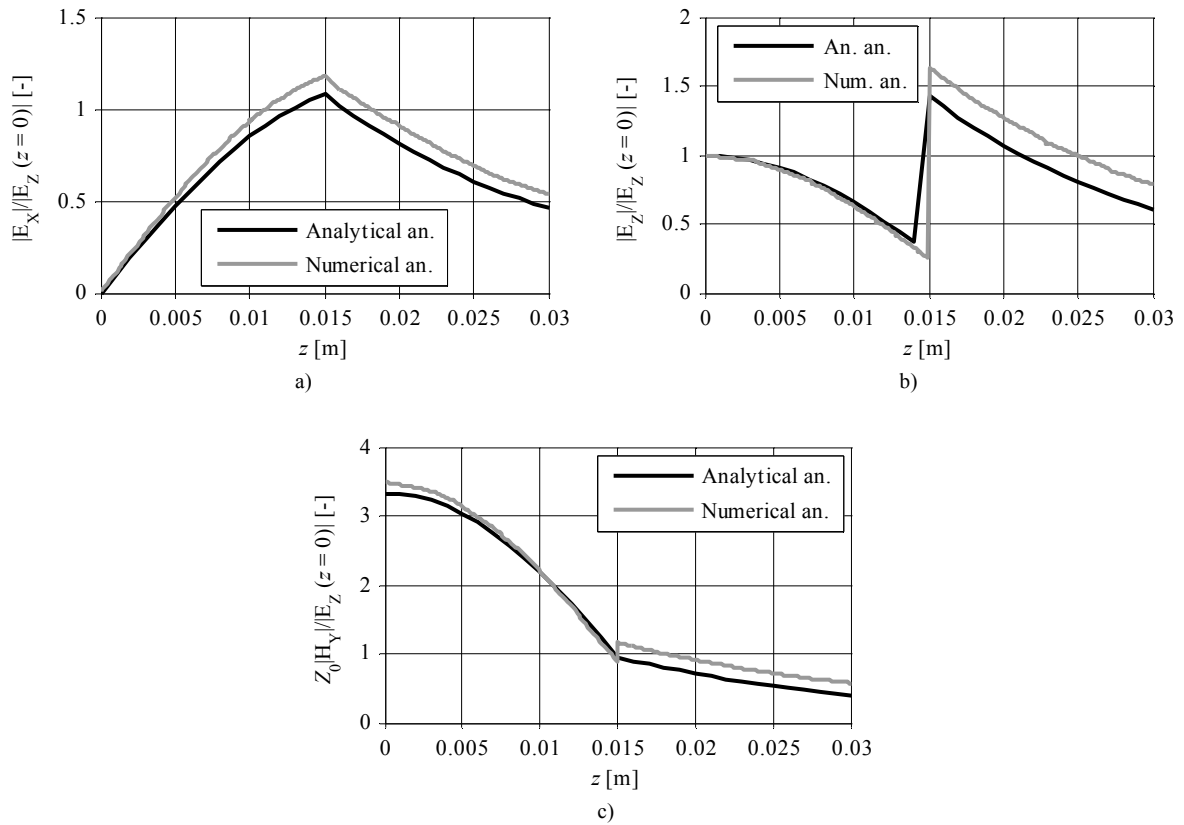 1.5
1
0.5
0
0
0.005
0.01
0.015
0.02
0.025
0.03
|E_X|/|E_Z (z = 0)| [-]
Analytical an.
Numerical an.
z [m]
a)
2
1.5
1
0.5
0
0
0.005
0.01
0.015
0.02
0.025
0.03
|E_Z|/|E_Z (z = 0)| [-]
An. an.
Num. an.
z [m]
b)
4
3
2
1
0
0
0.005
0.01
0.015
0.02
0.025
0.03
Z_0|H_Y|/|E_Z (z = 0)| [-]
Analytical an.
Numerical an.
z [m]
c)